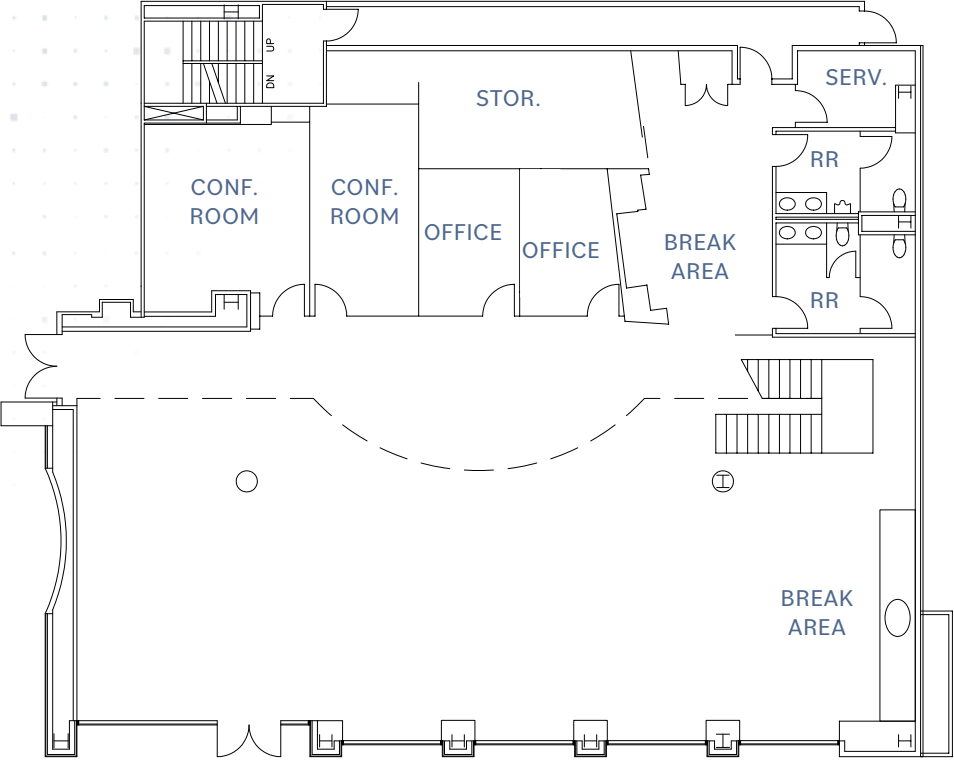 UP
DN
STOR.
SERV.
RR
CONF.
ROOM
CONF.
ROOM
OFFICE
OFFICE
BREAK
AREA
RR
BREAK
AREA